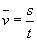 v̄ = s/t